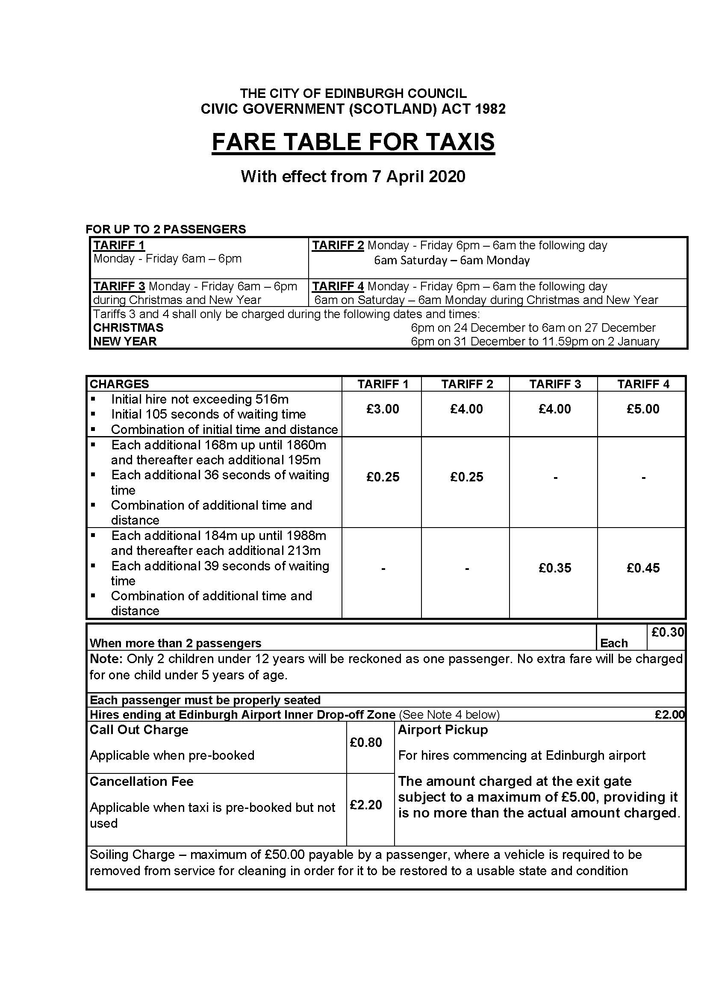 THE CITY OF EDINBURGH COUNCIL
CIVIC GOVERNMENT (SCOTLAND) ACT 1982
FARE TABLE FOR TAXIS
With effect from 7 April 2020
FOR UP TO 2 PASSENGERS
TARIFF 1
Monday - Friday 6am – 6pm
TARIFF 2 Monday - Friday 6pm – 6am the following day
6am Saturday – 6am Monday
TARIFF 3 Monday - Friday 6am – 6pm
during Christmas and New Year
TARIFF 4 Monday - Friday 6pm – 6am the following day
6am on Saturday – 6am Monday during Christmas and New Year
Tariffs 3 and 4 shall only be charged during the following dates and times:
CHRISTMAS 6pm on 24 December to 6am on 27 December
NEW YEAR 6pm on 31 December to 11.59pm on 2 January
CHARGES TARIFF 1 TARIFF 2 TARIFF 3 TARIFF 4
▪ Initial hire not exceeding 516m
▪ Initial 105 seconds of waiting time
▪ Combination of initial time and distance
£3.00 £4.00 £4.00 £5.00
▪ Each additional 168m up until 1860m
and thereafter each additional 195m
▪ Each additional 36 seconds of waiting
time
▪ Combination of additional time and
distance
£0.25 £0.25 - -
▪ Each additional 184m up until 1988m
and thereafter each additional 213m
▪ Each additional 39 seconds of waiting
time
▪ Combination of additional time and
distance
- - £0.35 £0.45
When more than 2 passengers Each £0.30
Note: Only 2 children under 12 years will be reckoned as one passenger. No extra fare will be charged
for one child under 5 years of age.
Each passenger must be properly seated
Hires ending at Edinburgh Airport Inner Drop-off Zone (See Note 4 below) £2.00
Call Out Charge
Applicable when pre-booked
£0.80
Cancellation Fee
Applicable when taxi is pre-booked but not
used
£2.20
Airport Pickup
For hires commencing at Edinburgh airport
The amount charged at the exit gate
subject to a maximum of £5.00, providing it
is no more than the actual amount charged.
Soiling Charge – maximum of £50.00 payable by a passenger, where a vehicle is required to be
removed from service for cleaning in order for it to be restored to a usable state and condition